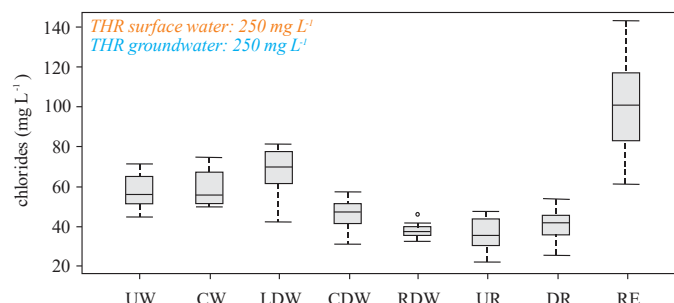 THR surface water: 250 mg L-1
THR groundwater: 250 mg L-1
chlorides (mg L-1)
140
120
100
80
60
40
20
UW CW LDW CDW RDW UR DR RE